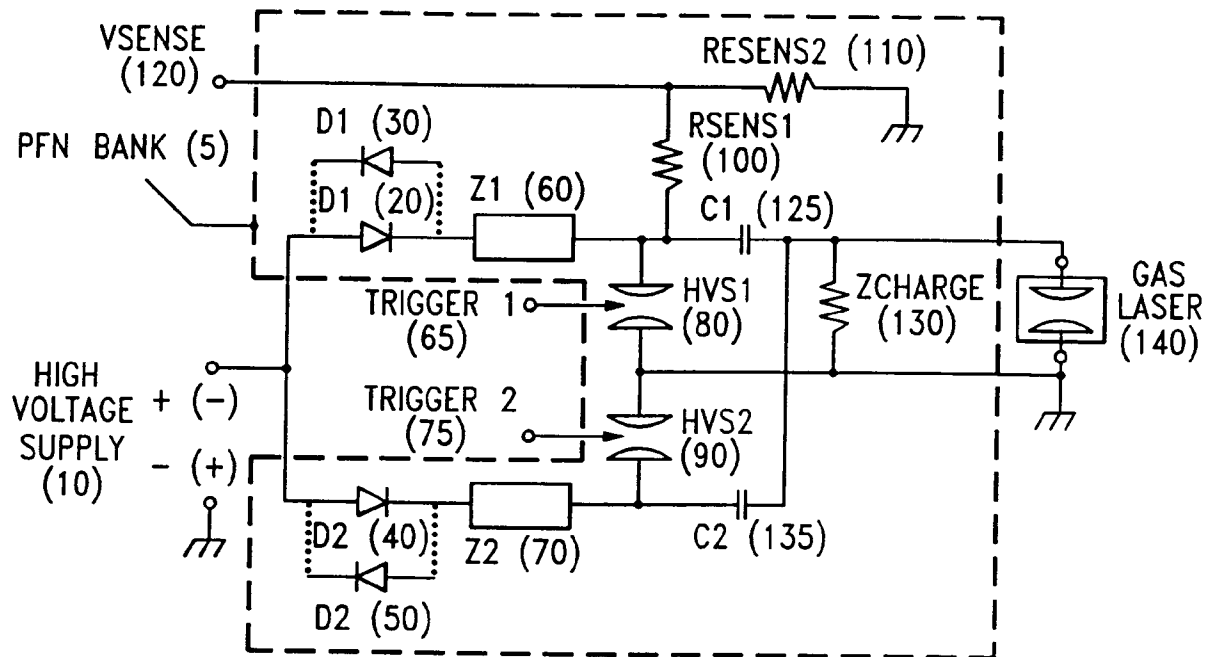 VSENSE
(120)
RESENS2 (110)
D1 (30)
RSENS1
(100)
PFN BANK (5)
D1 (20)
Z1 (60)
C1 (125)
TRIGGER 1
(65)
HVS1
(80)
ZCHARGE
(130)
GAS
LASER
(140)
HIGH
VOLTAGE
SUPPLY
(10)
+ (-)
- (+)
TRIGGER 2
(75)
HVS2
(90)
D2 (40)
Z2 (70)
C2 (135)
D2 (50)